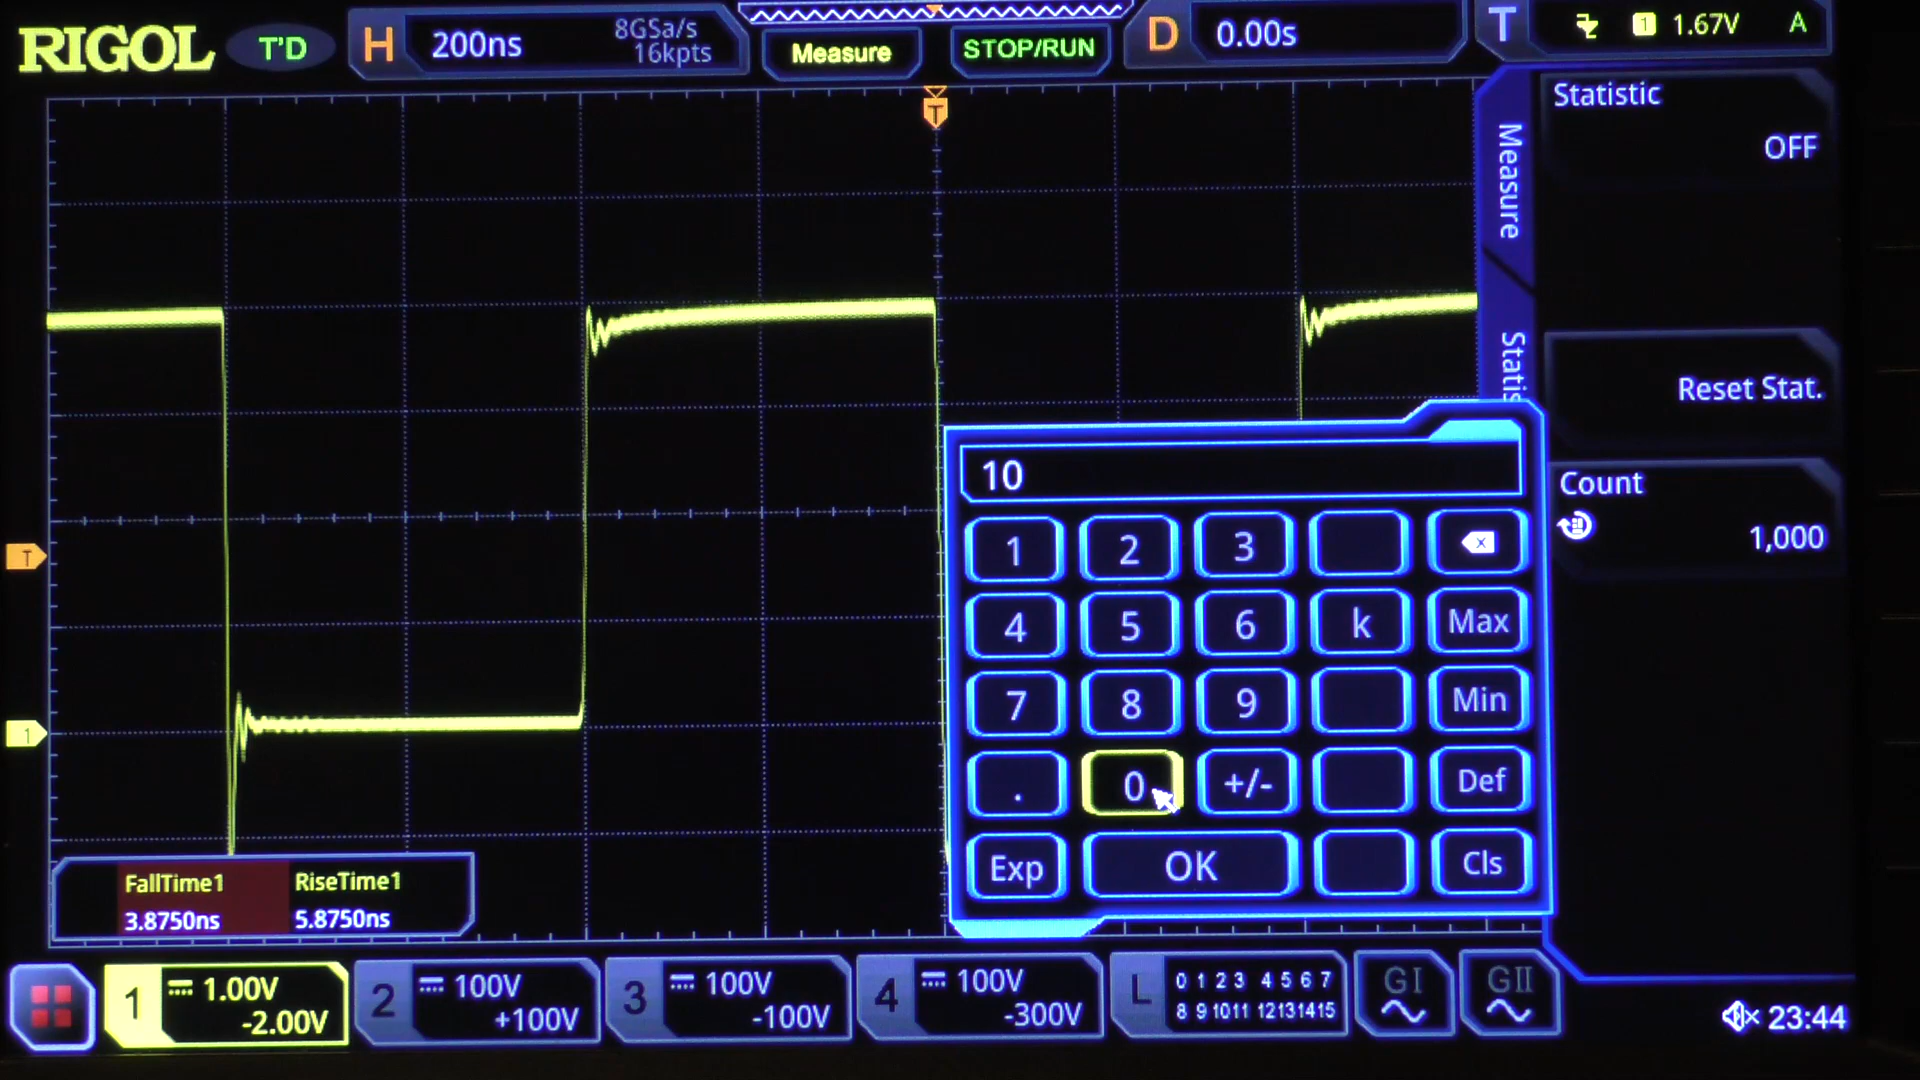 RIGOL T'D H 200ns 8GSa/s 16kpts Measure STOP/RUN D 0.00s T 1 1.67V A
T
Statistic
OFF
Measure
Statis
Reset Stat.
Count
1,000
10
1 2 3
4 5 6 k Max
7 8 9 Min
. 0 +/- Def
Exp OK Cls
T
1
FallTime1 RiseTime1
3.8750ns 5.8750ns
1 1.00V -2.00V
2 100V +100V
3 100V -100V
4 100V -300V
L 0 1 2 3 4 5 6 7
8 9 10 11 12 13 14 15
GI GII
23:44